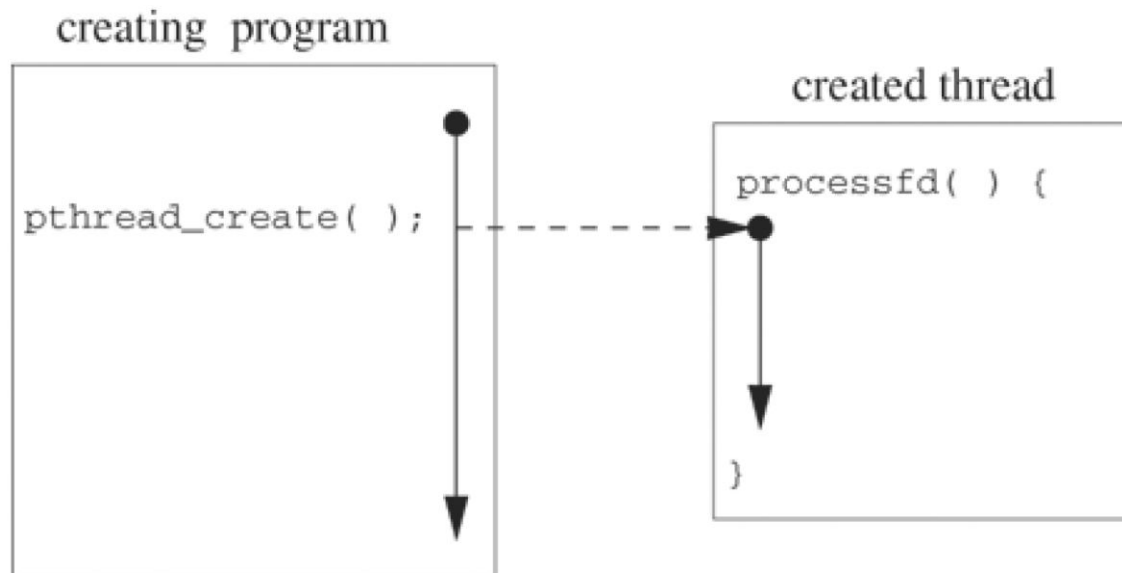 creating program
created thread
processfd( ) {
pthread_create( );
}